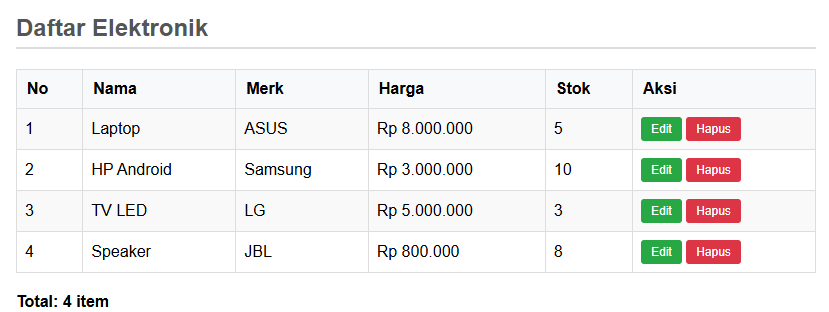 Daftar Elektronik
No Nama Merk Harga Stok Aksi
1 Laptop ASUS Rp 8.000.000 5 Edit Hapus
2 HP Android Samsung Rp 3.000.000 10 Edit Hapus
3 TV LED LG Rp 5.000.000 3 Edit Hapus
4 Speaker JBL Rp 800.000 8 Edit Hapus
Total: 4 item